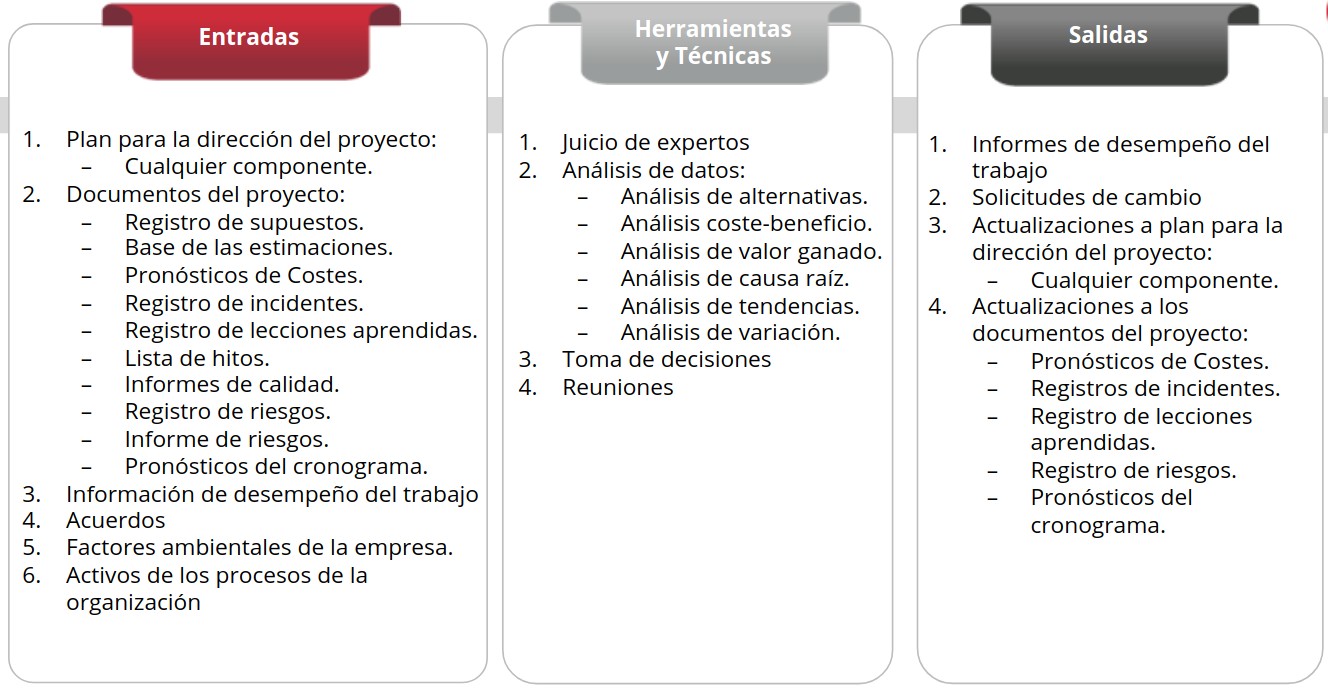 Entradas
1. Plan para la dirección del proyecto:
– Cualquier componente.
2. Documentos del proyecto:
– Registro de supuestos.
– Base de las estimaciones.
– Pronósticos de Costes.
– Registro de incidentes.
– Registro de lecciones aprendidas.
– Lista de hitos.
– Informes de calidad.
– Registro de riesgos.
– Informe de riesgos.
– Pronósticos del cronograma.
3. Información de desempeño del trabajo
4. Acuerdos
5. Factores ambientales de la empresa.
6. Activos de los procesos de la
organización
Herramientas
y Técnicas
1. Juicio de expertos
2. Análisis de datos:
– Análisis de alternativas.
– Análisis coste-beneficio.
– Análisis de valor ganado.
– Análisis de causa raíz.
– Análisis de tendencias.
– Análisis de variación.
3. Toma de decisiones
4. Reuniones
Salidas
1. Informes de desempeño del
trabajo
2. Solicitudes de cambio
3. Actualizaciones a plan para la
dirección del proyecto:
– Cualquier componente.
4. Actualizaciones a los
documentos del proyecto:
– Pronósticos de Costes.
– Registros de incidentes.
– Registro de lecciones
aprendidas.
– Registro de riesgos.
– Pronósticos del
cronograma.